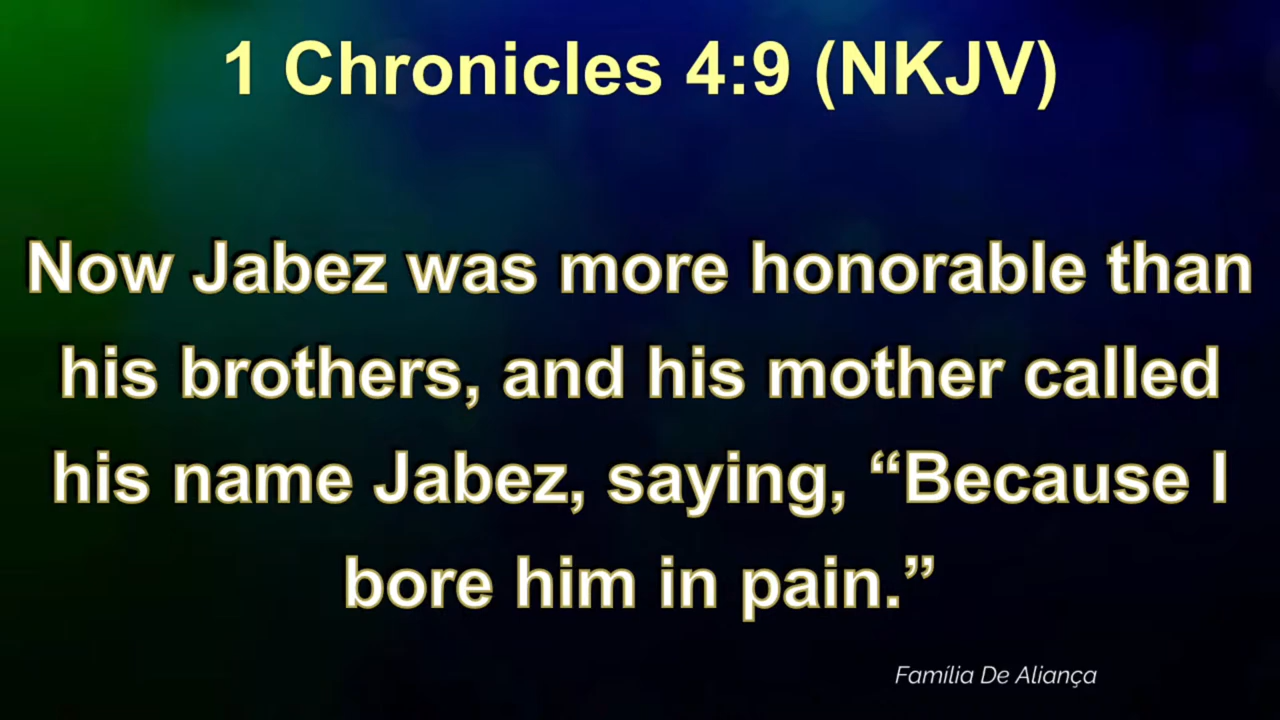 1 Chronicles 4:9 (NKJV)
Now Jabez was more honorable than
his brothers, and his mother called
his name Jabez, saying, “Because I
bore him in pain.”
Família De Aliança